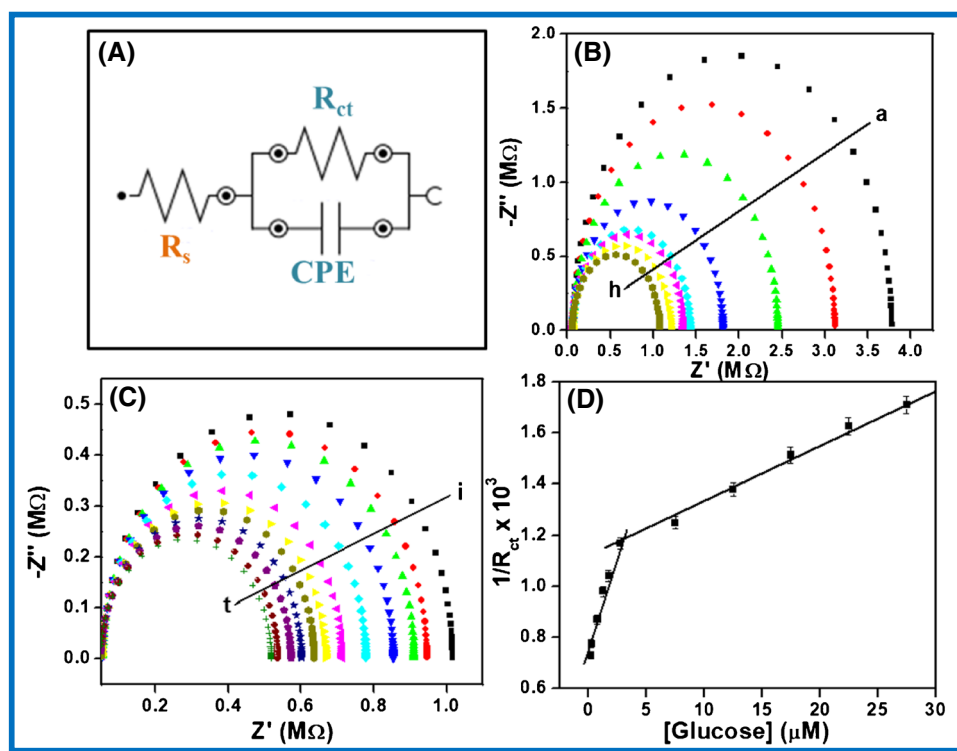 (A)
R_ct
R_s
CPE
(B)
2.0
1.5
1.0
0.5
0.0
-Z'' (MΩ)
a
h
0.0 0.5 1.0 1.5 2.0 2.5 3.0 3.5 4.0
Z' (MΩ)
(C)
0.5
0.4
0.3
0.2
0.1
0.0
-Z'' (MΩ)
i
t
0.2 0.4 0.6 0.8 1.0
Z' (MΩ)
(D)
1.8
1.6
1.4
1.2
1.0
0.8
0.6
1/R_ct x 10³
0 5 10 15 20 25 30
[Glucose] (μM)